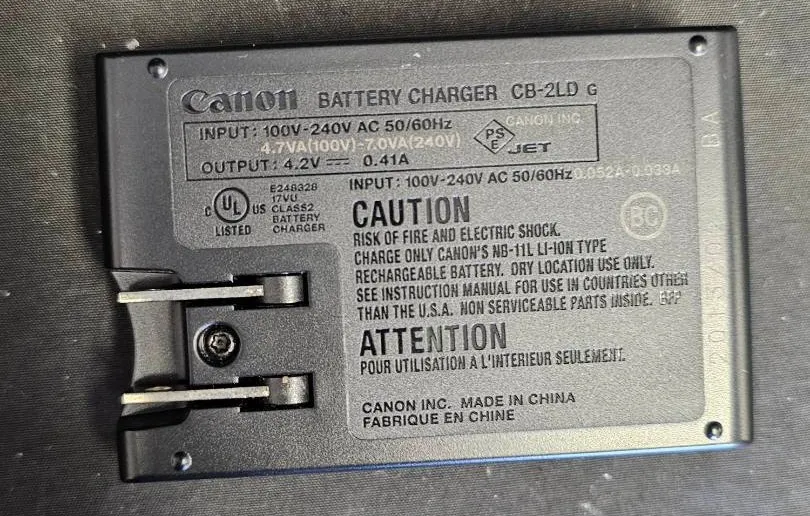 Canon BATTERY CHARGER CB-2LD G
INPUT: 100V-240V AC 50/60Hz
4.7VA(100V)-7.0VA(240V)
OUTPUT: 4.2V ⎓ 0.41A
PS
E
CANON INC.
JET
INPUT: 100V-240V AC 50/60Hz 0.052A-0.033A
C UL US
LISTED
E248328
17VU
CLASS2
BATTERY
CHARGER
BC
CAUTION
RISK OF FIRE AND ELECTRIC SHOCK.
CHARGE ONLY CANON'S NB-11L LI-ION TYPE
RECHARGEABLE BATTERY. DRY LOCATION USE ONLY.
SEE INSTRUCTION MANUAL FOR USE IN COUNTRIES OTHER
THAN THE U.S.A. NON SERVICEABLE PARTS INSIDE.
ATTENTION
POUR UTILISATION A L'INTERIEUR SEULEMENT.
CANON INC. MADE IN CHINA
FABRIQUE EN CHINE
BA